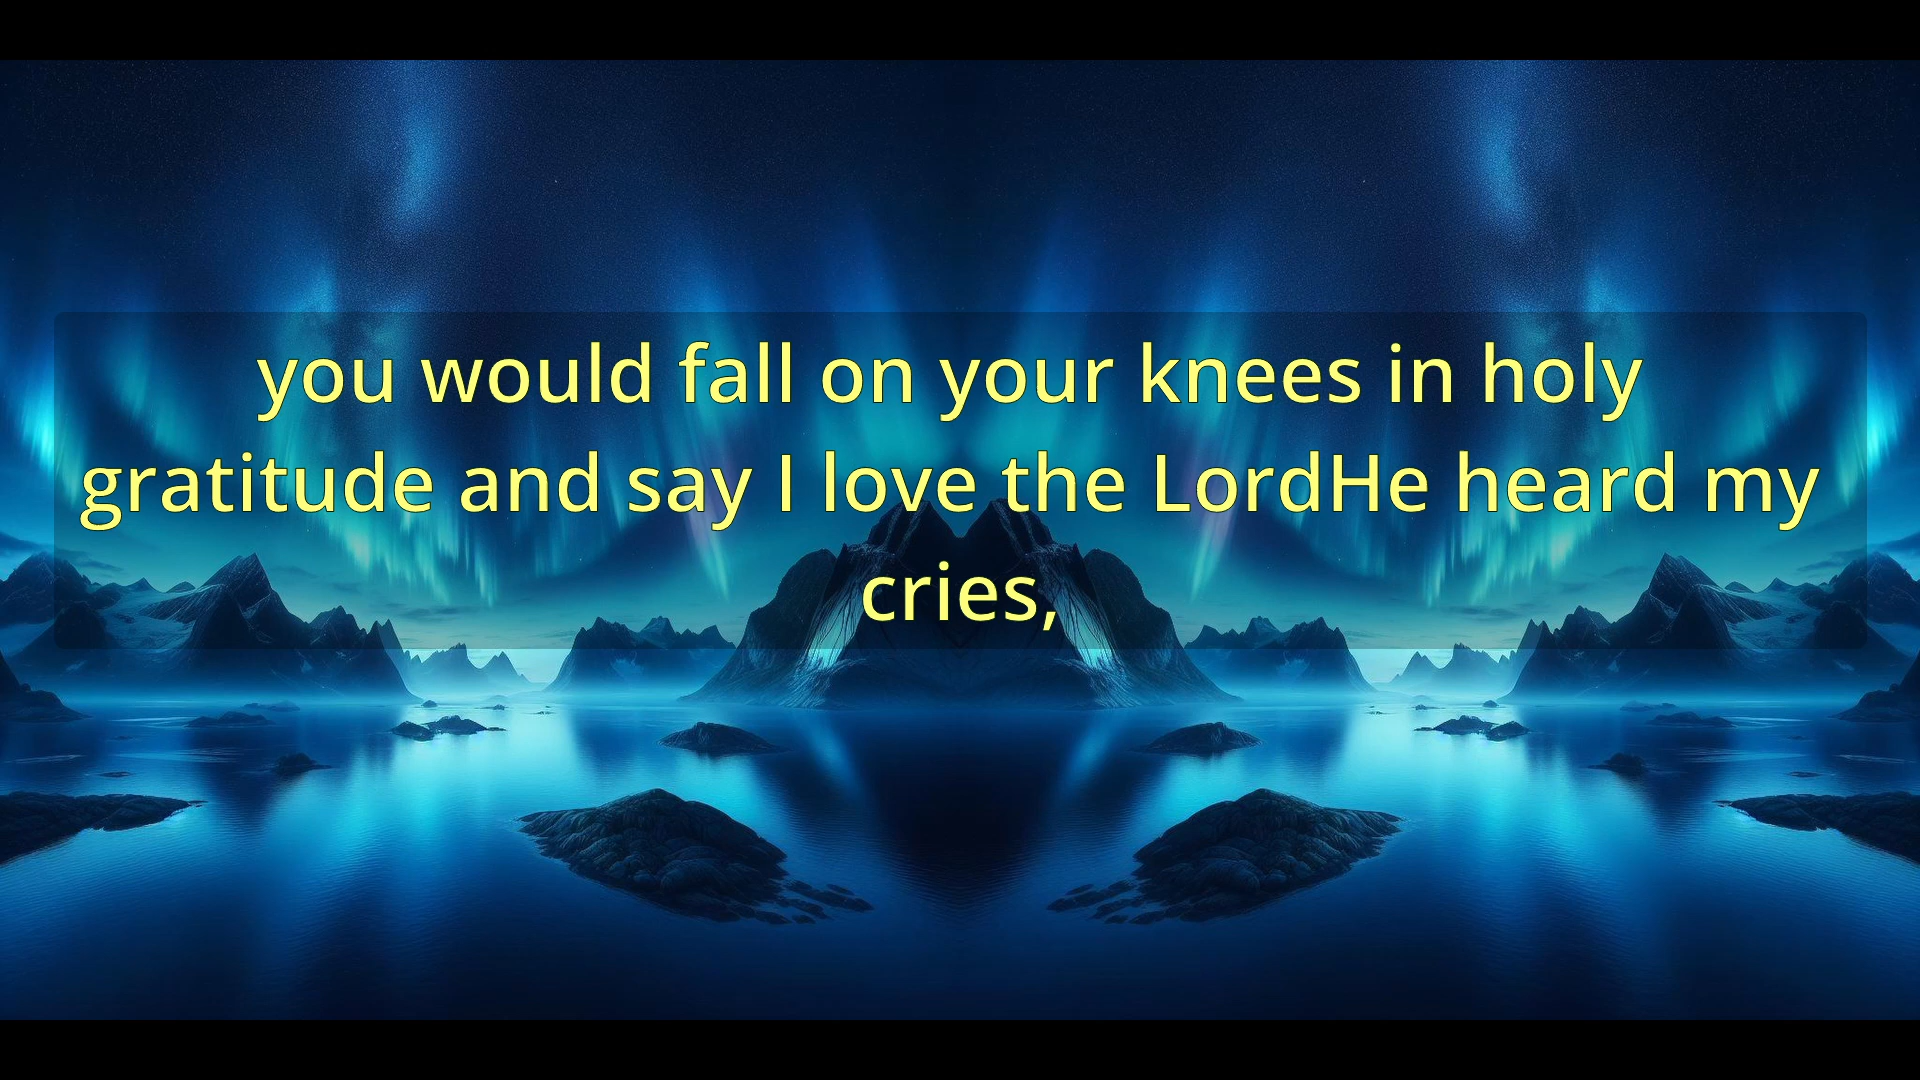 you would fall on your knees in holy
gratitude and say I love the LordHe heard my
cries,